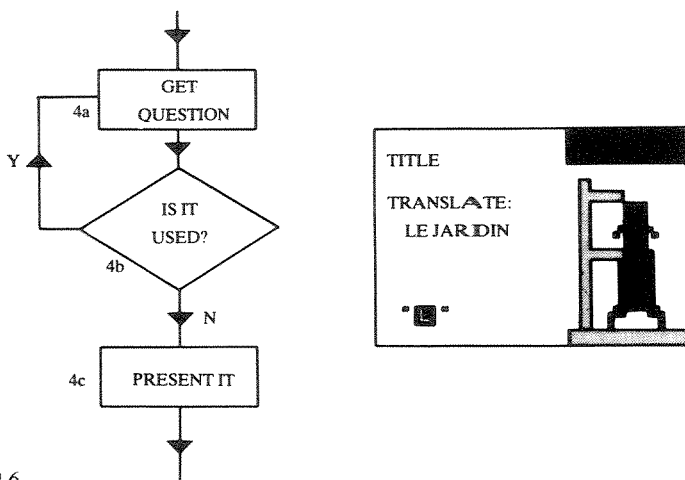 GET
QUESTION
4a
Y
IS IT
USED?
4b
N
4c
PRESENT IT
TITLE
TRANSLATE:
LE JARDIN
"L"